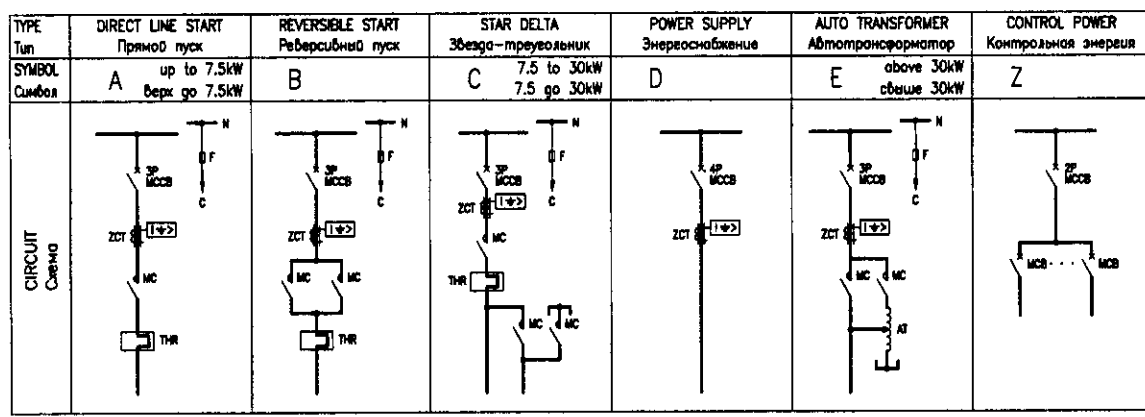 TYPE
Тип
DIRECT LINE START
Прямой пуск
REVERSIBLE START
Реверсивный пуск
STAR DELTA
Звезда-треугольник
POWER SUPPLY
Энергоснабжение
AUTO TRANSFORMER
Автотрансформатор
CONTROL POWER
Контрольная энергия
SYMBOL
Символ
A
up to 7.5kW
верх до 7.5kW
B
C
7.5 to 30kW
7.5 до 30kW
D
E
above 30kW
свыше 30kW
Z
CIRCUIT
Схема
N
3P
MCCB
F
C
ZCT
MC
THR
N
3P
MCCB
F
C
ZCT
MC
MC
THR
N
3P
MCCB
F
C
ZCT
MC
THR
MC
MC
4P
MCCB
ZCT
N
3P
MCCB
F
C
ZCT
MC
MC
AT
2P
MCCB
MCB
MCB